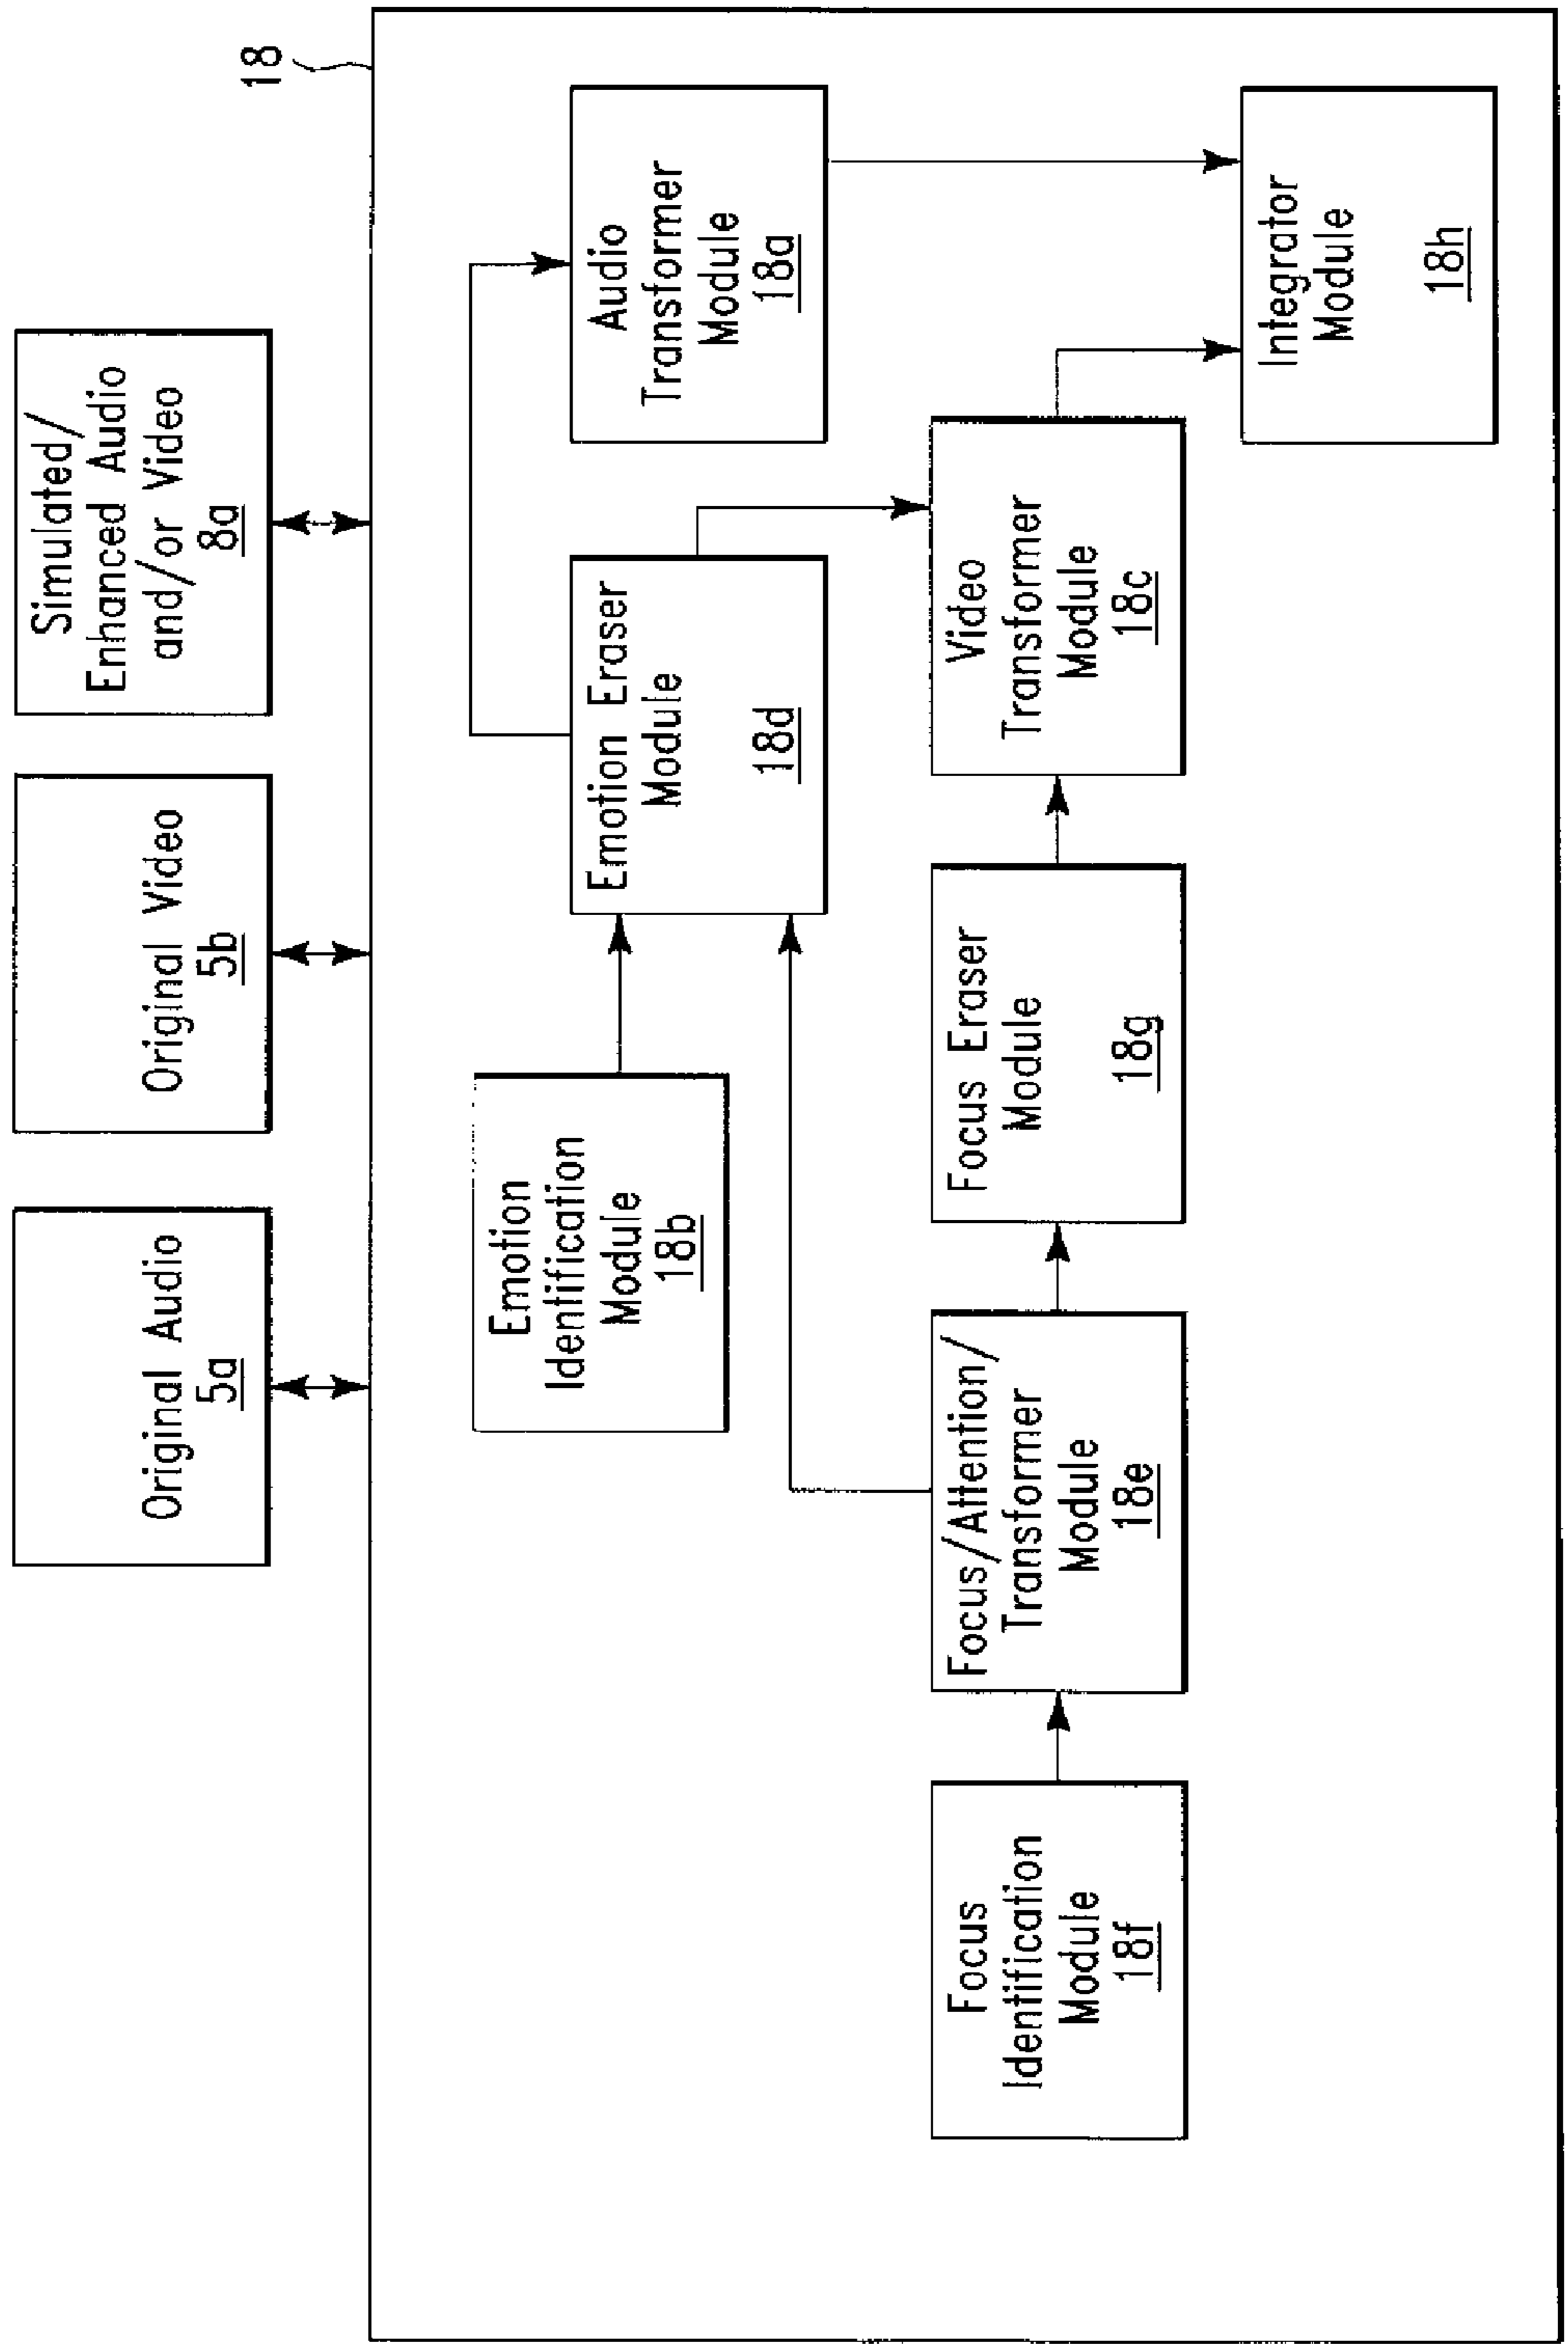 Original Audio
5a
Original Video
5b
Simulated/
Enhanced Audio
and/or Video
8a
18
Emotion
Identification
Module
18b
Emotion Eraser
Module
18d
Audio
Transformer
Module
18a
Focus
Identification
Module
18f
Focus/Attention/
Transformer
Module
18e
Focus Eraser
Module
18g
Video
Transformer
Module
18c
Integrator
Module
18h